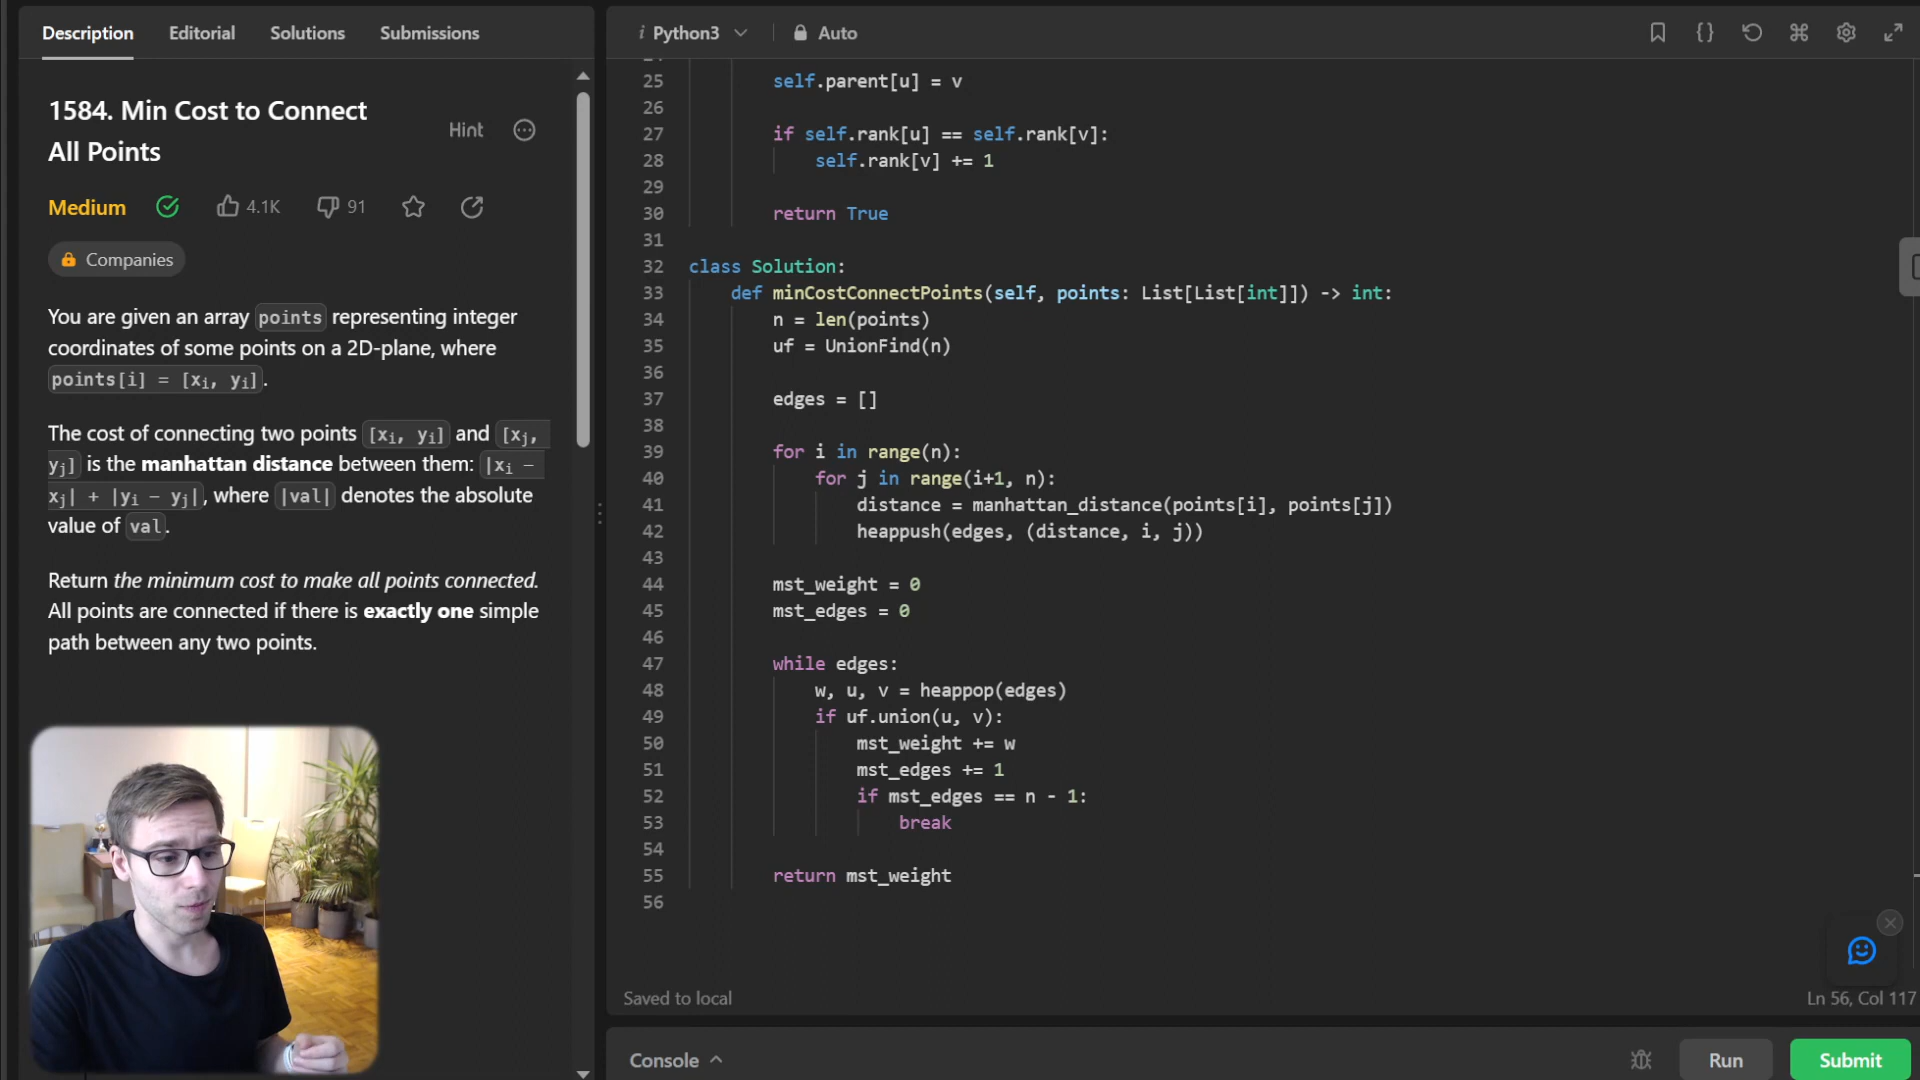 Description Editorial Solutions Submissions
1584. Min Cost to Connect
All Points
Hint
Medium 4.1K 91
Companies
You are given an array points representing integer
coordinates of some points on a 2D-plane, where
points[i] = [xi, yi].
The cost of connecting two points [xi, yi] and [xj,
yj] is the manhattan distance between them: |xi -
xj| + |yi - yj|, where |val| denotes the absolute
value of val.
Return the minimum cost to make all points connected.
All points are connected if there is exactly one simple
path between any two points.
i Python3 Auto
25 self.parent[u] = v
26
27 if self.rank[u] == self.rank[v]:
28 self.rank[v] += 1
29
30 return True
31
32 class Solution:
33 def minCostConnectPoints(self, points: List[List[int]]) -> int:
34 n = len(points)
35 uf = UnionFind(n)
36
37 edges = []
38
39 for i in range(n):
40 for j in range(i+1, n):
41 distance = manhattan_distance(points[i], points[j])
42 heappush(edges, (distance, i, j))
43
44 mst_weight = 0
45 mst_edges = 0
46
47 while edges:
48 w, u, v = heappop(edges)
49 if uf.union(u, v):
50 mst_weight += w
51 mst_edges += 1
52 if mst_edges == n - 1:
53 break
54
55 return mst_weight
56
Saved to local
Ln 56, Col 117
Console
Run Submit